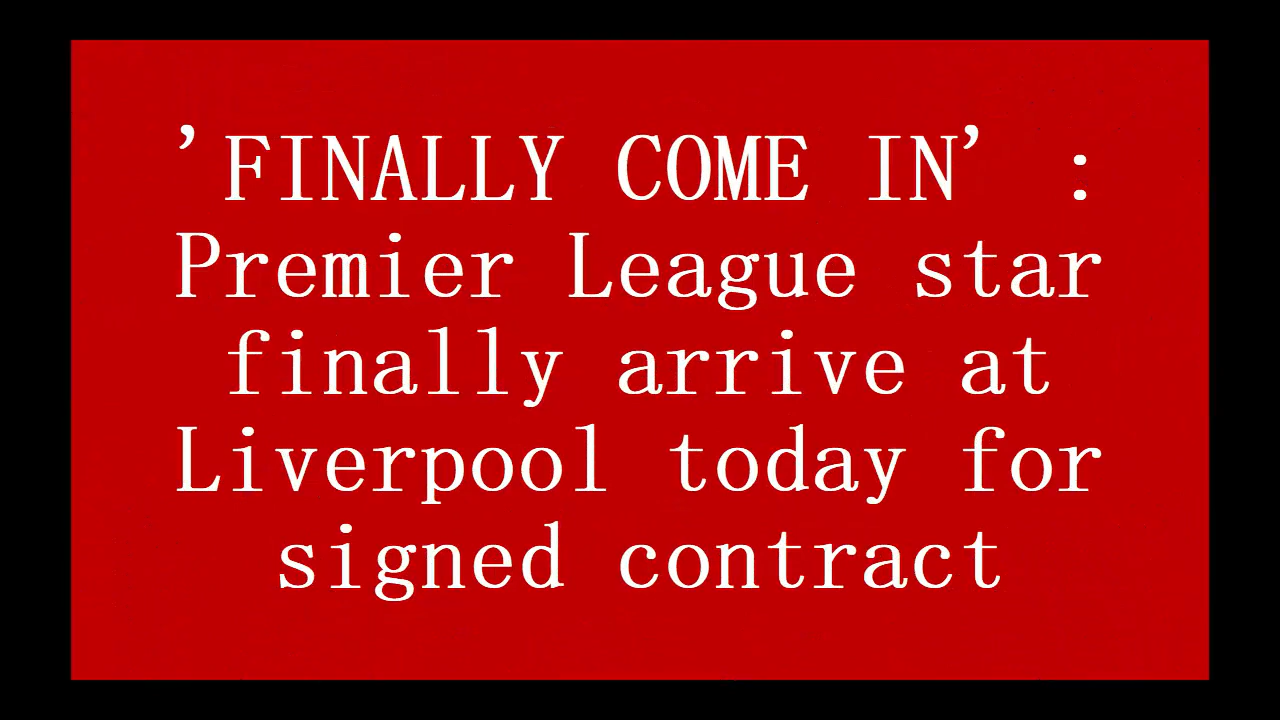 ’FINALLY COME IN’ :
Premier League star
finally arrive at
Liverpool today for
signed contract